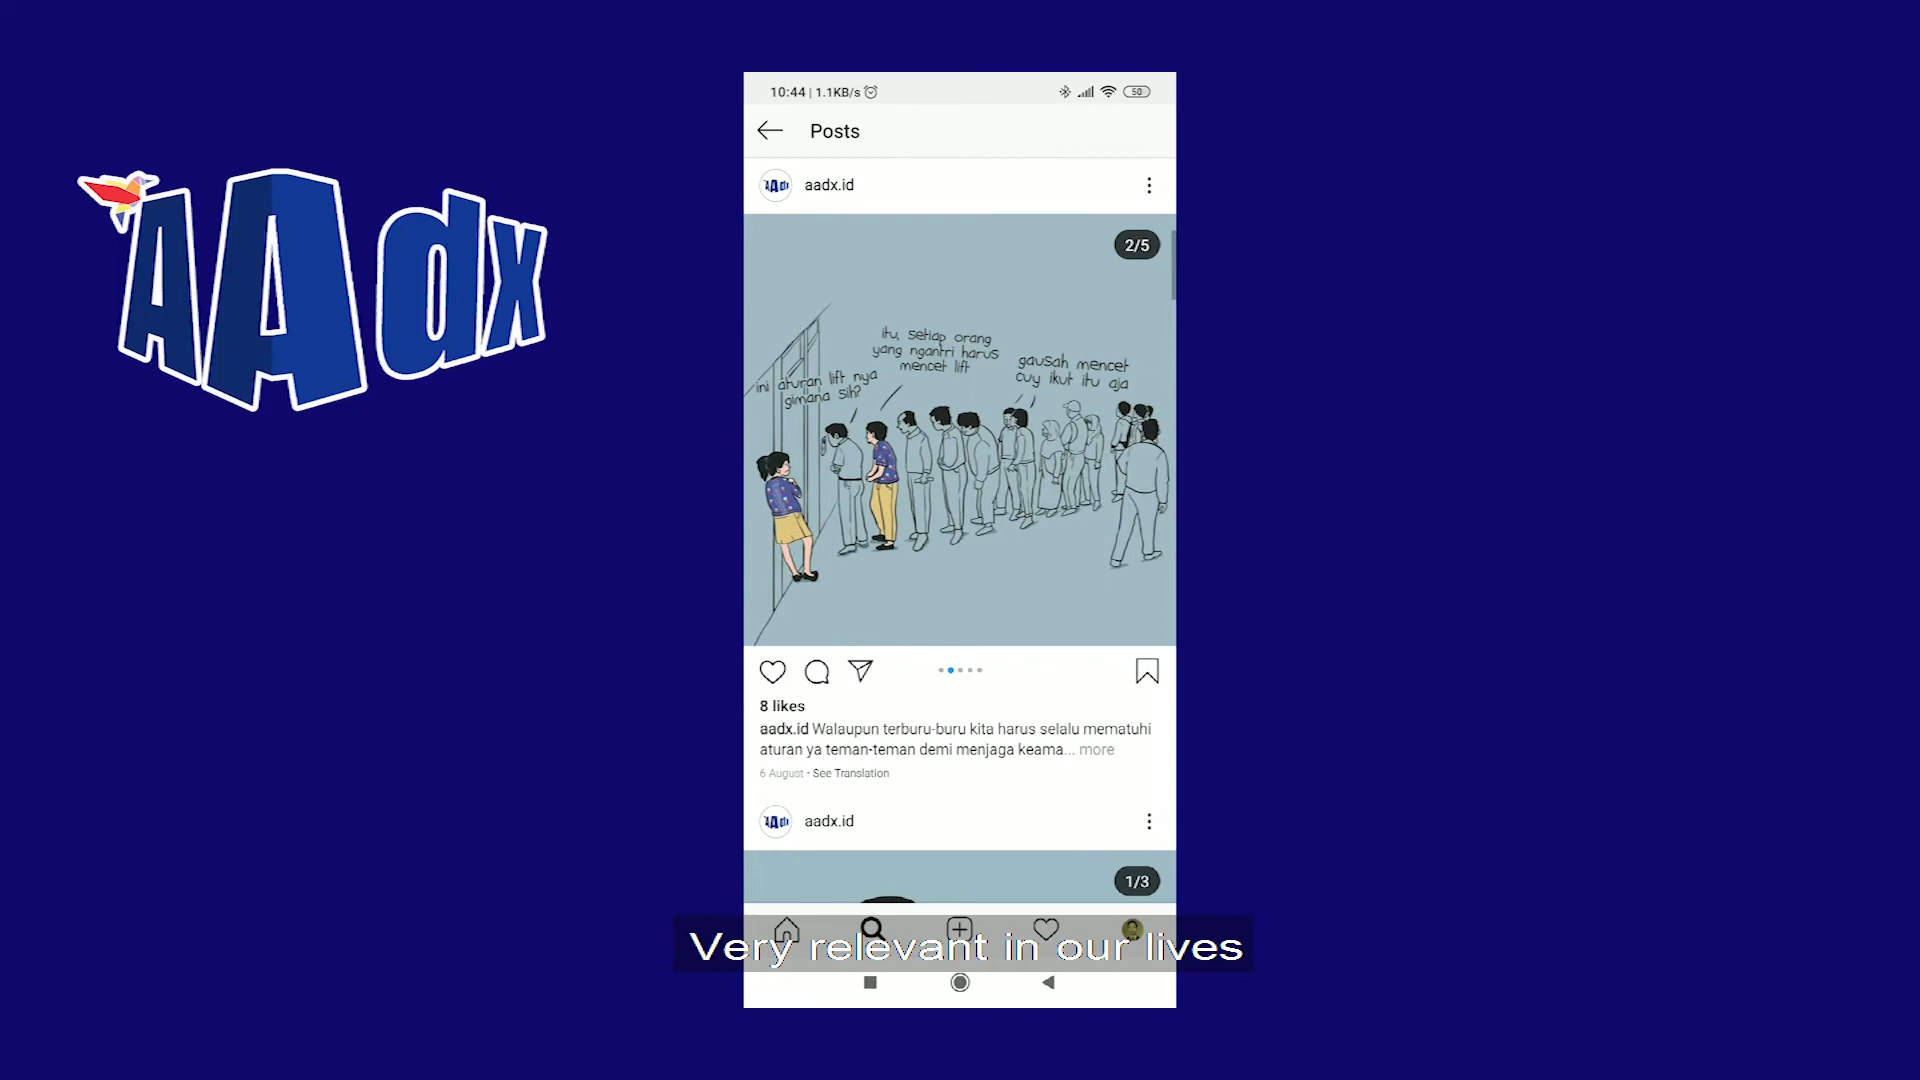 AAdx
10:44 | 1.1KB/s
50
Posts
AAdx
aadx.id
2/5
itu, setiap orang
yang ngantri harus
mencet lift
gausah mencet
cuy ikut itu aja
ini aturan lift nya
gimana sih?
8 likes
aadx.id Walaupun terburu-buru kita harus selalu mematuhi
aturan ya teman-teman demi menjaga keama... more
6 August • See Translation
AAdx
aadx.id
1/3
Very relevant in our lives